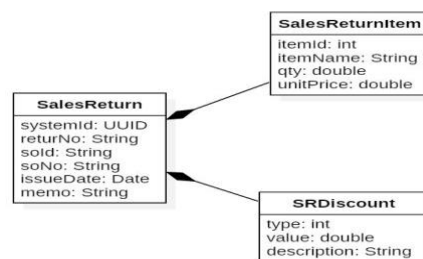 SalesReturnItem
itemId: int
itemName: String
qty: double
unitPrice: double
SalesReturn
systemId: UUID
returNo: String
soId: String
soNo: String
issueDate: Date
memo: String
SRDiscount
type: int
value: double
description: String